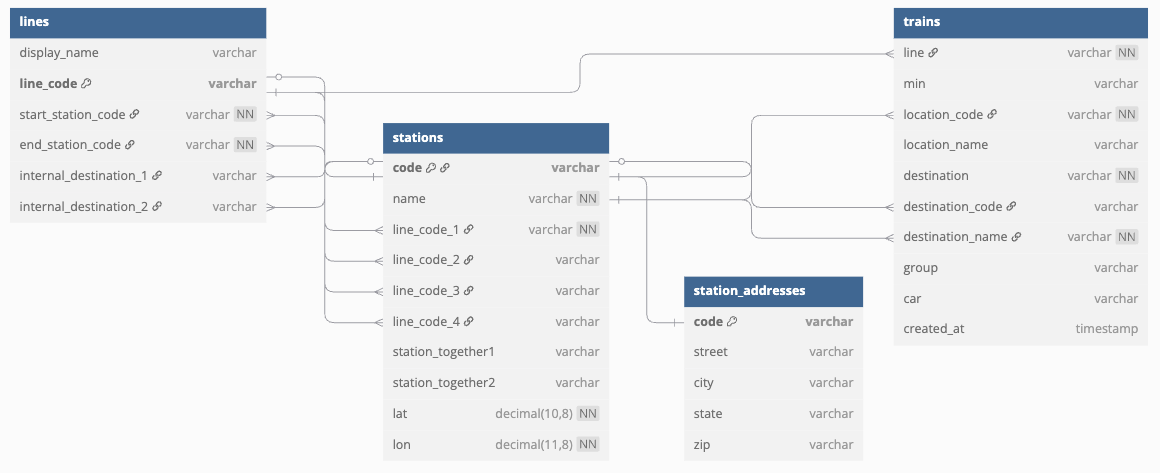 lines
display_name varchar
line_code varchar
start_station_code varchar NN
end_station_code varchar NN
internal_destination_1 varchar
internal_destination_2 varchar
stations
code varchar
name varchar NN
line_code_1 varchar NN
line_code_2 varchar
line_code_3 varchar
line_code_4 varchar
station_together1 varchar
station_together2 varchar
lat decimal(10,8) NN
lon decimal(11,8) NN
station_addresses
code varchar
street varchar
city varchar
state varchar
zip varchar
trains
line varchar NN
min varchar
location_code varchar NN
location_name varchar
destination varchar NN
destination_code varchar
destination_name varchar NN
group varchar
car varchar
created_at timestamp